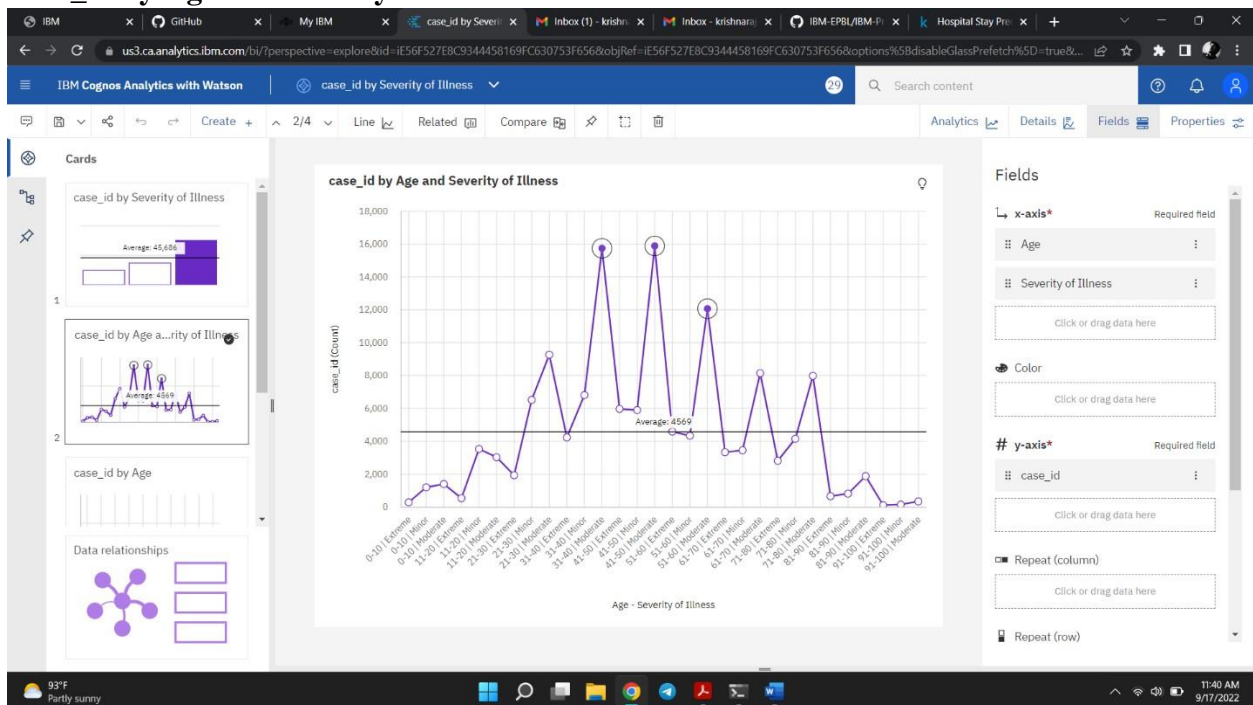 IBM
GitHub
My IBM
case_id by Severit
Inbox (1) - krishna
Inbox - krishnaraj
IBM-EPBL/IBM-Pr
Hospital Stay Pred
us3.ca.analytics.ibm.com/bi/?perspective=explore&id=iE56F527E8C9344458169FC630753F656&objRef=iE56F527E8C9344458169FC630753F656&options%5BdisableGlassPrefetch%5D=true&...
IBM Cognos Analytics with Watson
case_id by Severity of Illness
29
Search content
Create +
2/4
Line
Related
Compare
Analytics
Details
Fields
Properties
Cards
case_id by Severity of Illness
Average: 45,686
1
case_id by Age a...rity of Illness
Average: 4569
2
case_id by Age
Data relationships
case_id by Age and Severity of Illness
18,000
16,000
14,000
12,000
10,000
8,000
6,000
4,000
2,000
0
case_id (Count)
Average: 4569
0-10 | Extreme
0-10 | Minor
0-10 | Moderate
11-20 | Extreme
11-20 | Minor
11-20 | Moderate
21-30 | Extreme
21-30 | Minor
21-30 | Moderate
31-40 | Extreme
31-40 | Minor
31-40 | Moderate
41-50 | Extreme
41-50 | Minor
41-50 | Moderate
51-60 | Extreme
51-60 | Minor
51-60 | Moderate
61-70 | Extreme
61-70 | Minor
61-70 | Moderate
71-80 | Extreme
71-80 | Minor
71-80 | Moderate
81-90 | Extreme
81-90 | Minor
81-90 | Moderate
91-100 | Extreme
91-100 | Minor
91-100 | Moderate
Age - Severity of Illness
Fields
x-axis* Required field
Age
Severity of Illness
Click or drag data here
Color
Click or drag data here
# y-axis* Required field
case_id
Click or drag data here
Repeat (column)
Click or drag data here
Repeat (row)
93°F
Partly sunny
11:40 AM
9/17/2022